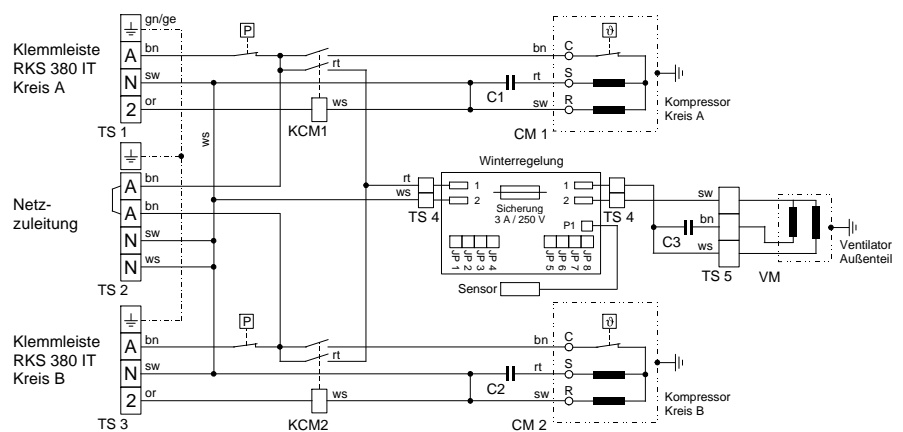 gn/ge
Klemmleiste
RKS 380 IT
Kreis A
A
bn
P
bn
C
ϑ
N
sw
rt
C1
rt
S
2
or
ws
sw
R
TS 1
KCM1
CM 1
Kompressor
Kreis A
ws
Netz-
zuleitung
A
bn
A
bn
N
sw
N
ws
TS 2
Winterregelung
rt
ws
TS 4
1
2
Sicherung
3 A / 250 V
1
2
P1
TS 4
JP 1
JP 2
JP 3
JP 4
JP 5
JP 6
JP 7
JP 8
Sensor
sw
bn
C3
ws
TS 5
VM
Ventilator
Außenteil
Klemmleiste
RKS 380 IT
Kreis B
A
bn
P
bn
C
ϑ
N
sw
rt
C2
rt
S
2
or
ws
sw
R
TS 3
KCM2
CM 2
Kompressor
Kreis B